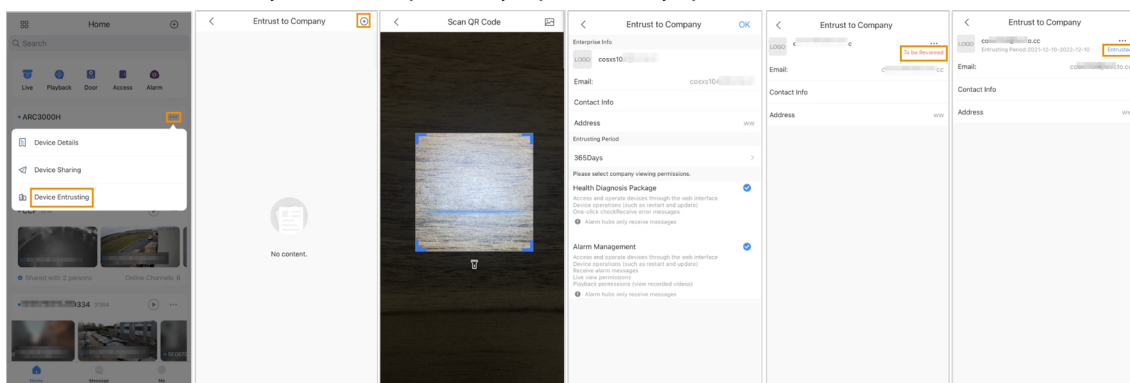 Home
Search
Live Playback Door Access Alarm
ARC3000H
Device Details
Device Sharing
Device Entrusting
Shared with 2 persons Online Channels
9334
Home Message Me
Entrust to Company
No content.
Scan QR Code
Entrust to Company OK
Enterprise Info
LOGO cosxs10
Email: cosxs104
Contact Info
Address ww
Entrusting Period
365Days
Please select company viewing permissions.
Health Diagnosis Package
Access and operate devices through the web interface
Device operations (such as restart and update)
One-click checkReceive error messages
Alarm hubs only receive messages
Alarm Management
Access and operate devices through the web interface
Device operations (such as restart and update)
Receive alarm messages
Live view permissions
Playback permissions (view recorded videos)
Alarm hubs only receive messages
Entrust to Company
LOGO c c
To be Reviewed
Email: c cc
Contact Info
Address ww
Entrust to Company
LOGO
Entrusting Period:2021-12-10-2022-12-10 Entrusted
Email:
Contact Info
Address